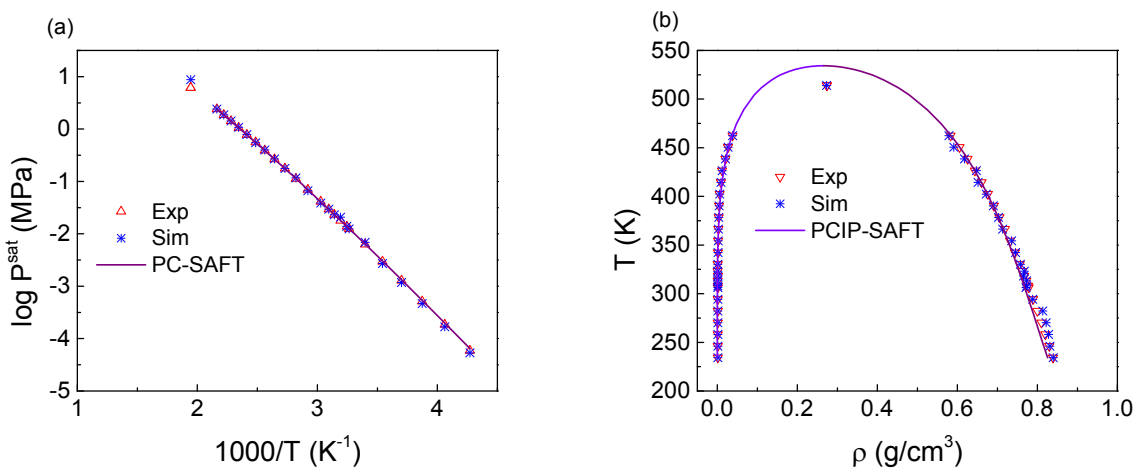 (a)
1
0
-1
-2
-3
-4
-5
log P^sat (MPa)
Exp
Sim
PC-SAFT
1 2 3 4
1000/T (K^-1)
(b)
550
500
450
400
350
300
250
200
T (K)
Exp
Sim
PCIP-SAFT
0.0 0.2 0.4 0.6 0.8 1.0
ρ (g/cm^3)